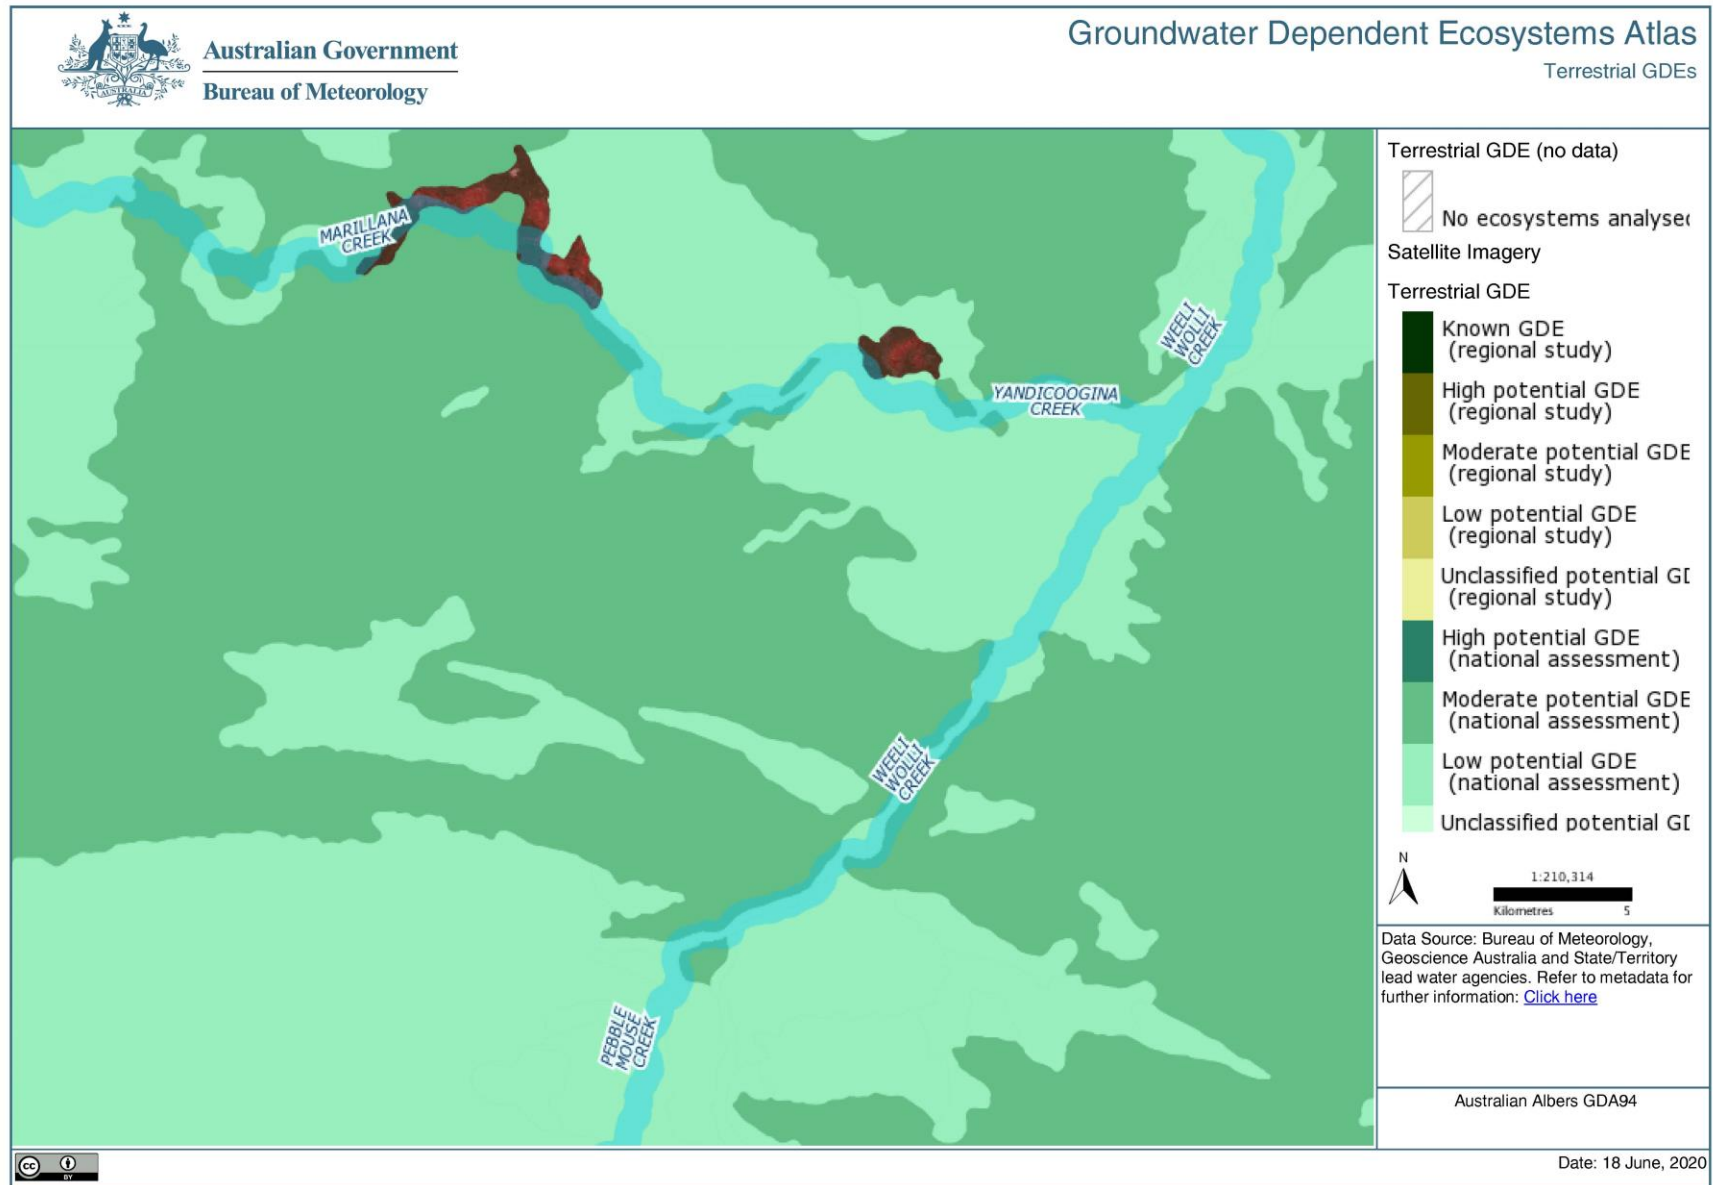 Australian Government
Bureau of Meteorology
Groundwater Dependent Ecosystems Atlas
Terrestrial GDEs
MARILLANA
CREEK
WEELI
WOLLI
CREEK
YANDICOOGINA
CREEK
WEELI
WOLLI
CREEK
PEBBLE
MOUSE
CREEK
Terrestrial GDE (no data)
No ecosystems analysed
Satellite Imagery
Terrestrial GDE
Known GDE
(regional study)
High potential GDE
(regional study)
Moderate potential GDE
(regional study)
Low potential GDE
(regional study)
Unclassified potential GD
(regional study)
High potential GDE
(national assessment)
Moderate potential GDE
(national assessment)
Low potential GDE
(national assessment)
Unclassified potential GD
N
1:210,314
Kilometres 5
Data Source: Bureau of Meteorology,
Geoscience Australia and State/Territory
lead water agencies. Refer to metadata for
further information: Click here
Australian Albers GDA94
cc BY
Date: 18 June, 2020